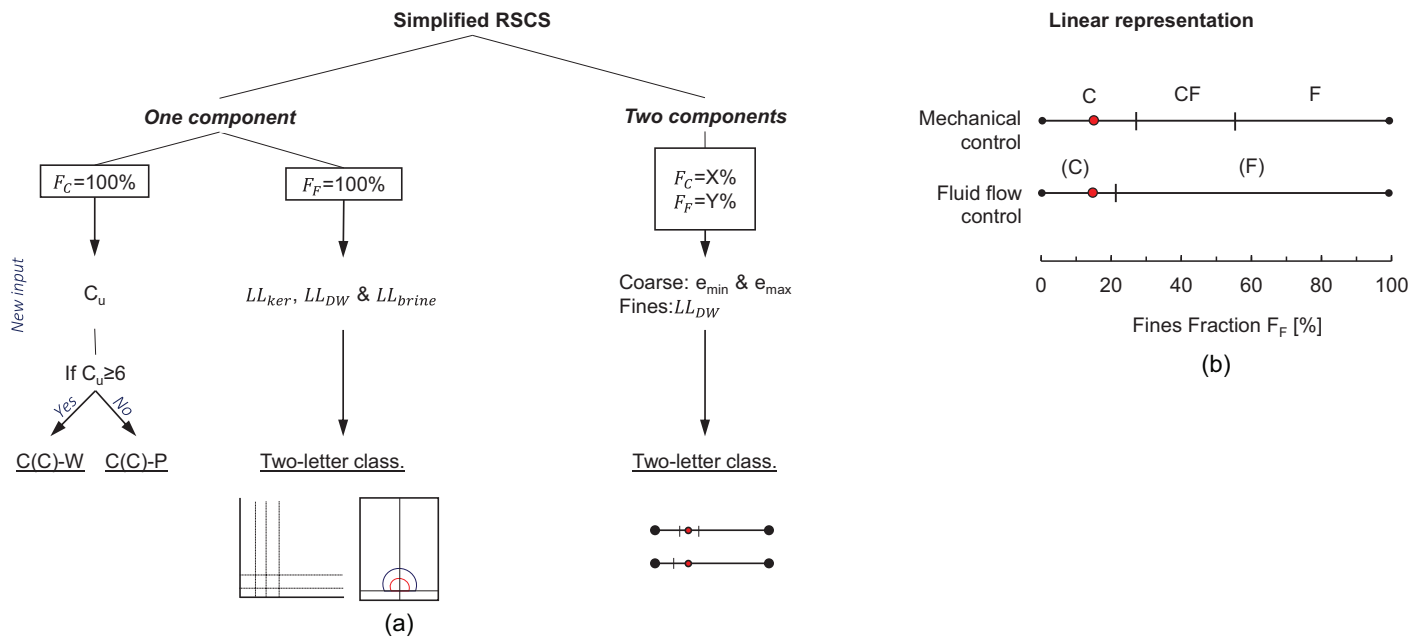 Simplified RSCS
One component
Two components
F_C=100%
F_F=100%
F_C=X%
F_F=Y%
New input
C_u
LL_ker, LL_DW & LL_brine
Coarse: e_min & e_max
Fines:LL_DW
If C_u≥6
Yes
No
C(C)-W
C(C)-P
Two-letter class.
Two-letter class.
(a)
Linear representation
C
CF
F
Mechanical
control
(C)
(F)
Fluid flow
control
0
20
40
60
80
100
Fines Fraction F_F [%]
(b)